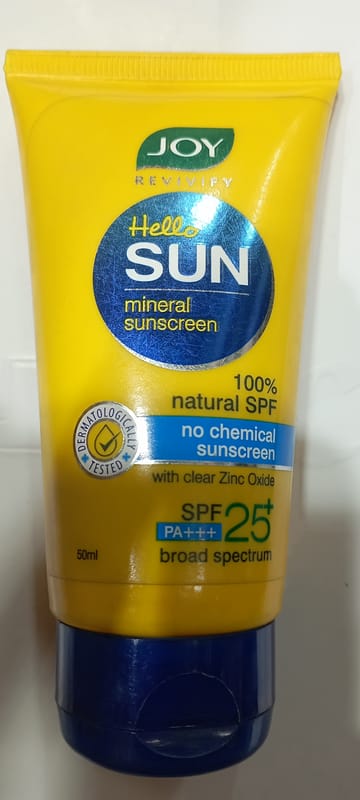 JOY
REVIVIFY
Hello
SUN
mineral
sunscreen
100%
natural SPF
no chemical
sunscreen
DERMATOLOGICALLY
TESTED
with clear Zinc Oxide
SPF 25+
PA+++
broad spectrum
50ml